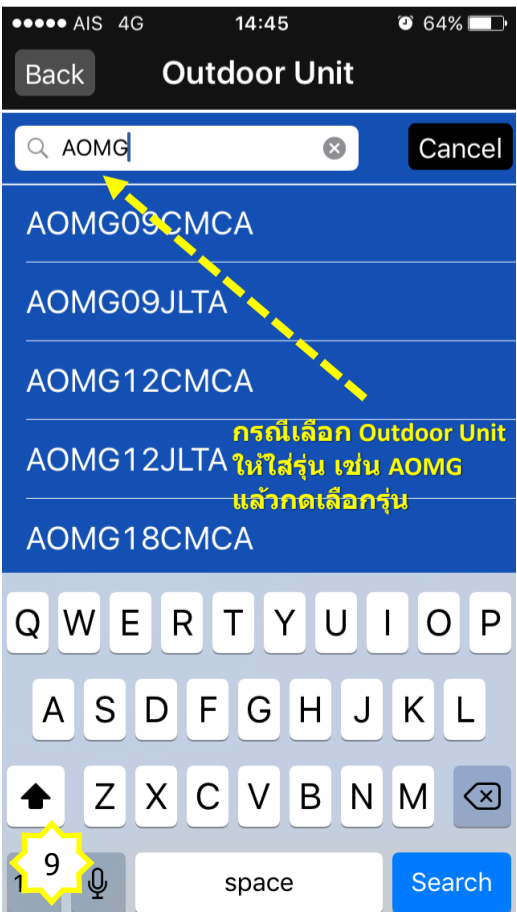 AIS 4G 14:45 64%
Back Outdoor Unit
AOMG Cancel
AOMG09CMCA
AOMG09JLTA
AOMG12CMCA
กรณีเลือก Outdoor Unit
AOMG12JLTA ให้ใส่รุ่น เช่น AOMG
แล้วกดเลือกรุ่น
AOMG18CMCA
Q W E R T Y U I O P
A S D F G H J K L
Z X C V B N M
9 space Search